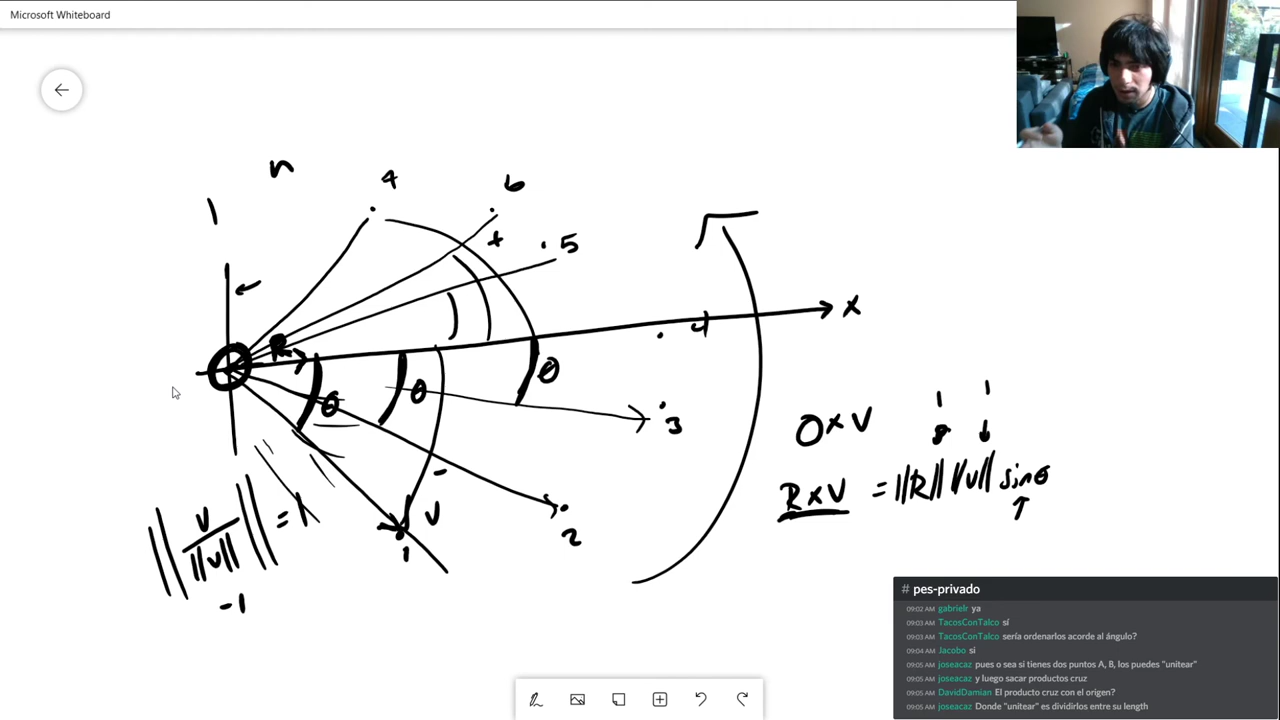 Microsoft Whiteboard
n
4
6
1
+
5
4
x
R
θ
θ
θ
3
O×V
R×V = ||R|| ||v|| sinθ
-
v
|| v / ||v|| || = 1
1
2
-1
# pes-privado
09:02 AM gabrielr ya
09:03 AM TacosConTalco sí
09:03 AM TacosConTalco sería ordenarlos acorde al ángulo?
09:04 AM Jacobo si
09:05 AM joseacaz pues o sea si tienes dos puntos A, B, los puedes "unitear"
09:05 AM joseacaz y luego sacar productos cruz
09:05 AM DavidDamian El producto cruz con el origen?
09:05 AM joseacaz Donde "unitear" es dividirlos entre su length